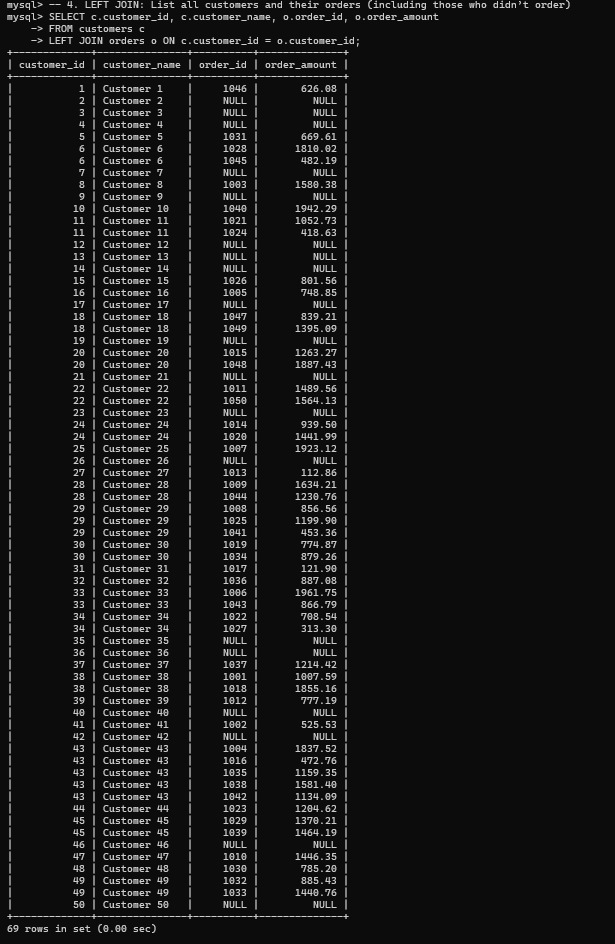 mysql> -- 4. LEFT JOIN: List all customers and their orders (including those who didn't order)
mysql> SELECT c.customer_id, c.customer_name, o.order_id, o.order_amount
    -> FROM customers c
    -> LEFT JOIN orders o ON c.customer_id = o.customer_id;
+-------------+---------------+----------+--------------+
| customer_id | customer_name | order_id | order_amount |
+-------------+---------------+----------+--------------+
|           1 | Customer 1    |     1046 |       626.08 |
|           2 | Customer 2    |     NULL |         NULL |
|           3 | Customer 3    |     NULL |         NULL |
|           4 | Customer 4    |     NULL |         NULL |
|           5 | Customer 5    |     1031 |       669.61 |
|           6 | Customer 6    |     1028 |      1810.02 |
|           6 | Customer 6    |     1045 |       482.19 |
|           7 | Customer 7    |     NULL |         NULL |
|           8 | Customer 8    |     1003 |      1580.38 |
|           9 | Customer 9    |     NULL |         NULL |
|          10 | Customer 10   |     1040 |      1942.29 |
|          11 | Customer 11   |     1021 |      1052.73 |
|          11 | Customer 11   |     1024 |       418.63 |
|          12 | Customer 12   |     NULL |         NULL |
|          13 | Customer 13   |     NULL |         NULL |
|          14 | Customer 14   |     NULL |         NULL |
|          15 | Customer 15   |     1026 |       801.56 |
|          16 | Customer 16   |     1005 |       748.85 |
|          17 | Customer 17   |     NULL |         NULL |
|          18 | Customer 18   |     1047 |       839.21 |
|          18 | Customer 18   |     1049 |      1395.09 |
|          19 | Customer 19   |     NULL |         NULL |
|          20 | Customer 20   |     1015 |      1263.27 |
|          20 | Customer 20   |     1048 |      1887.43 |
|          21 | Customer 21   |     NULL |         NULL |
|          22 | Customer 22   |     1011 |      1489.56 |
|          22 | Customer 22   |     1050 |      1564.13 |
|          23 | Customer 23   |     NULL |         NULL |
|          24 | Customer 24   |     1014 |       939.50 |
|          24 | Customer 24   |     1020 |      1441.99 |
|          25 | Customer 25   |     1007 |      1923.12 |
|          26 | Customer 26   |     NULL |         NULL |
|          27 | Customer 27   |     1013 |       112.86 |
|          28 | Customer 28   |     1009 |      1634.21 |
|          28 | Customer 28   |     1044 |      1230.76 |
|          29 | Customer 29   |     1008 |       856.56 |
|          29 | Customer 29   |     1025 |      1199.90 |
|          29 | Customer 29   |     1041 |       453.36 |
|          30 | Customer 30   |     1019 |       774.87 |
|          30 | Customer 30   |     1034 |       879.26 |
|          31 | Customer 31   |     1017 |       121.90 |
|          32 | Customer 32   |     1036 |       887.08 |
|          33 | Customer 33   |     1006 |      1961.75 |
|          33 | Customer 33   |     1043 |       866.79 |
|          34 | Customer 34   |     1022 |       708.54 |
|          34 | Customer 34   |     1027 |       313.30 |
|          35 | Customer 35   |     NULL |         NULL |
|          36 | Customer 36   |     NULL |         NULL |
|          37 | Customer 37   |     1037 |      1214.42 |
|          38 | Customer 38   |     1001 |      1007.59 |
|          38 | Customer 38   |     1018 |      1855.16 |
|          39 | Customer 39   |     1012 |       777.19 |
|          40 | Customer 40   |     NULL |         NULL |
|          41 | Customer 41   |     1002 |       525.53 |
|          42 | Customer 42   |     NULL |         NULL |
|          43 | Customer 43   |     1004 |      1837.52 |
|          43 | Customer 43   |     1016 |       472.76 |
|          43 | Customer 43   |     1035 |      1159.35 |
|          43 | Customer 43   |     1038 |      1581.40 |
|          43 | Customer 43   |     1042 |      1134.09 |
|          44 | Customer 44   |     1023 |      1204.62 |
|          45 | Customer 45   |     1029 |      1370.21 |
|          45 | Customer 45   |     1039 |      1464.19 |
|          46 | Customer 46   |     NULL |         NULL |
|          47 | Customer 47   |     1010 |      1446.35 |
|          48 | Customer 48   |     1030 |       785.20 |
|          49 | Customer 49   |     1032 |       885.43 |
|          49 | Customer 49   |     1033 |      1440.76 |
|          50 | Customer 50   |     NULL |         NULL |
+-------------+---------------+----------+--------------+
69 rows in set (0.00 sec)